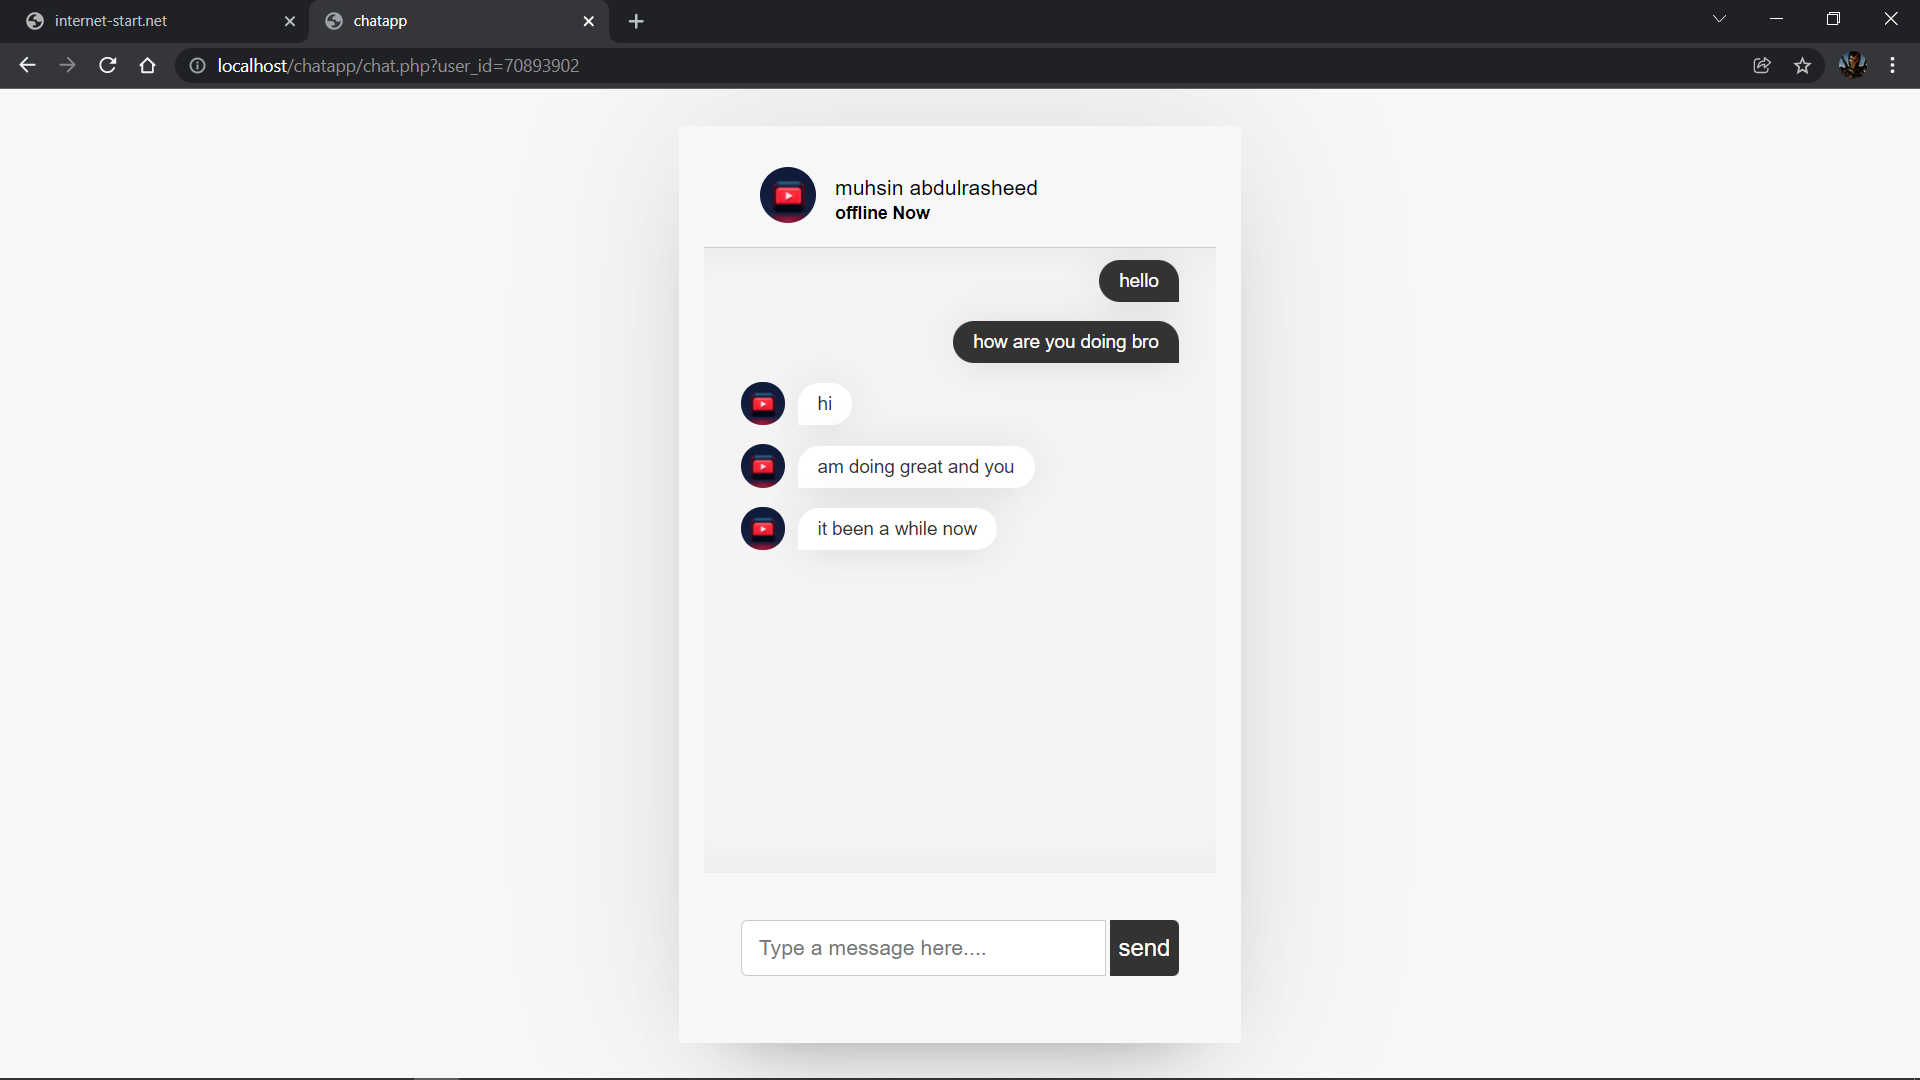 internet-start.net
chatapp
localhost/chatapp/chat.php?user_id=70893902
muhsin abdulrasheed
offline Now
hello
how are you doing bro
hi
am doing great and you
it been a while now
Type a message here....
send